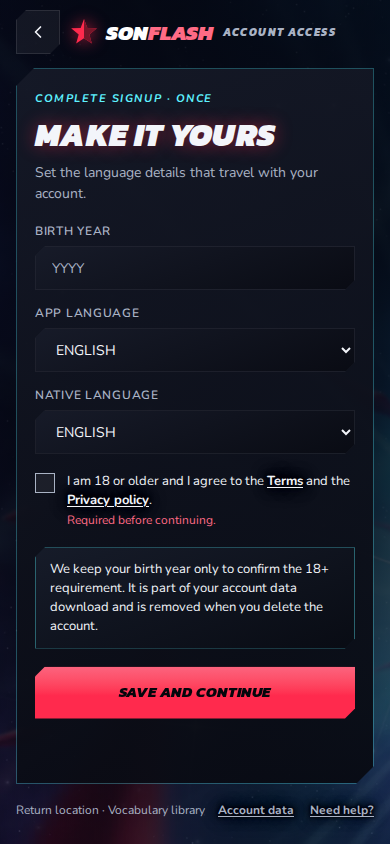 SONFLASH ACCOUNT ACCESS
COMPLETE SIGNUP · ONCE
MAKE IT YOURS
Set the language details that travel with your
account.
BIRTH YEAR
YYYY
APP LANGUAGE
ENGLISH
NATIVE LANGUAGE
ENGLISH
I am 18 or older and I agree to the Terms and the
Privacy policy.
Required before continuing.
We keep your birth year only to confirm the 18+
requirement. It is part of your account data
download and is removed when you delete the
account.
SAVE AND CONTINUE
Return location · Vocabulary library Account data Need help?